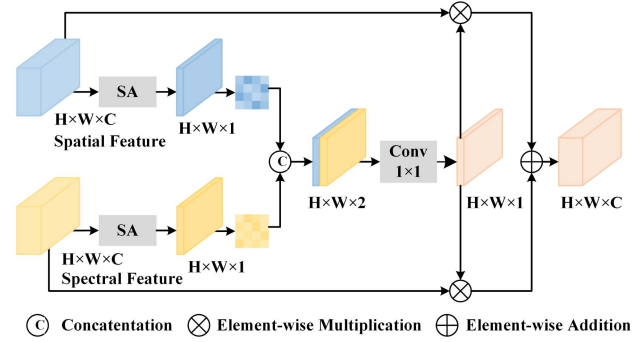 SA
H×W×C
Spatial Feature
H×W×1
C
H×W×2
Conv
1×1
H×W×1
H×W×C
SA
H×W×C
Spectral Feature
H×W×1
C Concatentation
Element-wise Multiplication
Element-wise Addition